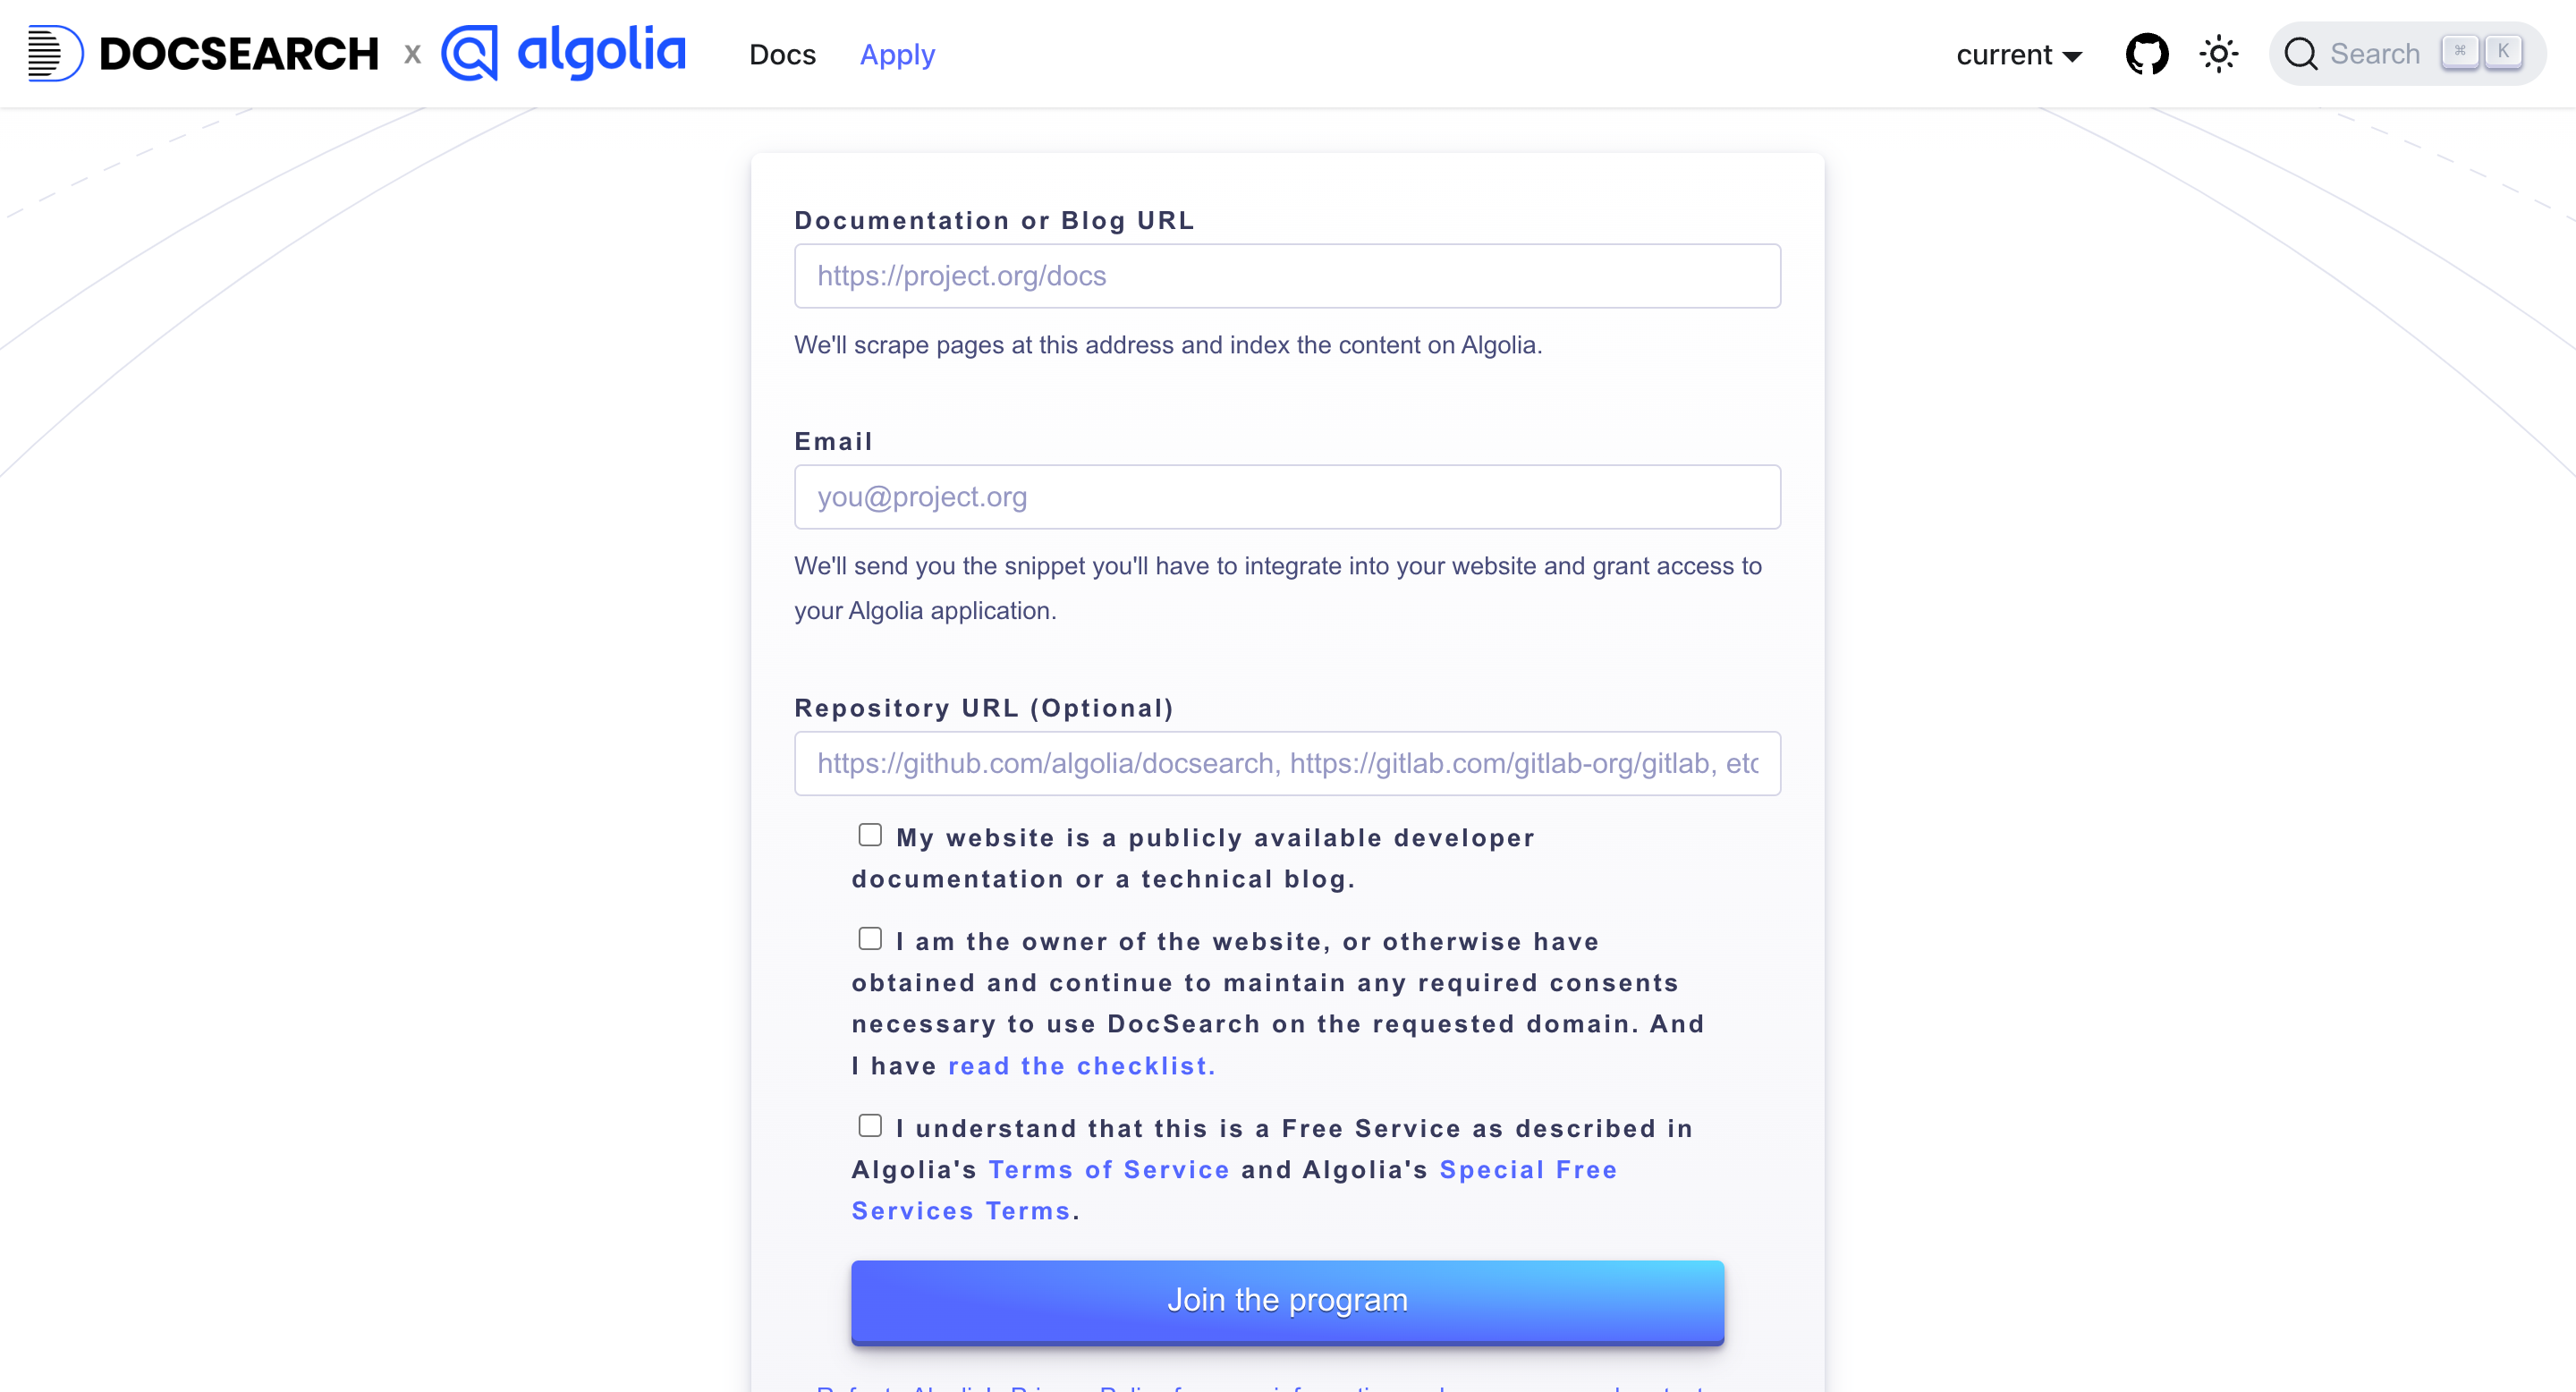 DOCSEARCH x algolia Docs Apply current Search ⌘ K
Documentation or Blog URL
https://project.org/docs
We'll scrape pages at this address and index the content on Algolia.
Email
you@project.org
We'll send you the snippet you'll have to integrate into your website and grant access to
your Algolia application.
Repository URL (Optional)
https://github.com/algolia/docsearch, https://gitlab.com/gitlab-org/gitlab, etc
My website is a publicly available developer
documentation or a technical blog.
I am the owner of the website, or otherwise have
obtained and continue to maintain any required consents
necessary to use DocSearch on the requested domain. And
I have read the checklist.
I understand that this is a Free Service as described in
Algolia's Terms of Service and Algolia's Special Free
Services Terms.
Join the program